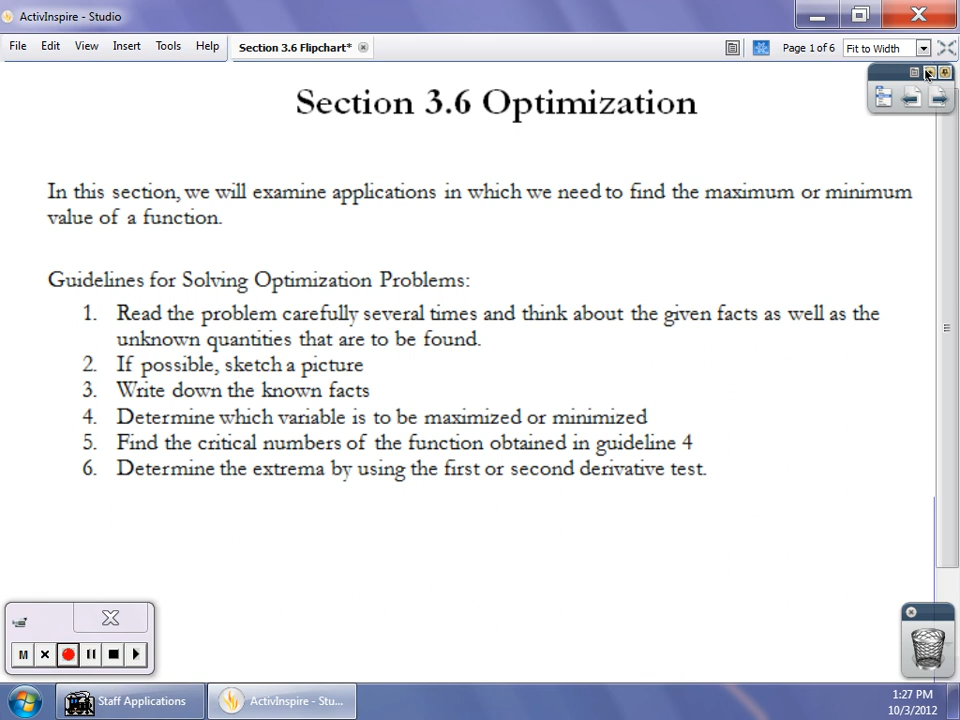 ActivInspire - Studio
File Edit View Insert Tools Help Section 3.6 Flipchart* Page 1 of 6 Fit to Width
Section 3.6 Optimization
In this section, we will examine applications in which we need to find the maximum or minimum
value of a function.
Guidelines for Solving Optimization Problems:
1. Read the problem carefully several times and think about the given facts as well as the
unknown quantities that are to be found.
2. If possible, sketch a picture
3. Write down the known facts
4. Determine which variable is to be maximized or minimized
5. Find the critical numbers of the function obtained in guideline 4
6. Determine the extrema by using the first or second derivative test.
M
Staff Applications ActivInspire - Stu...
1:27 PM
10/3/2012